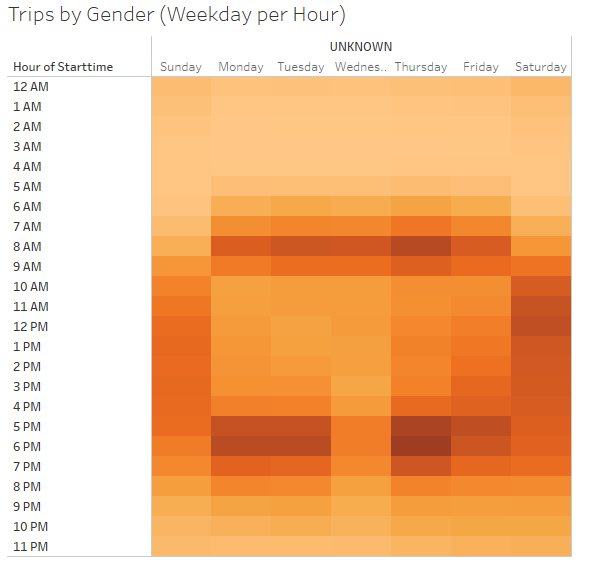 Trips by Gender (Weekday per Hour)
UNKNOWN
Hour of Starttime Sunday Monday Tuesday Wednes.. Thursday Friday Saturday
12 AM
1 AM
2 AM
3 AM
4 AM
5 AM
6 AM
7 AM
8 AM
9 AM
10 AM
11 AM
12 PM
1 PM
2 PM
3 PM
4 PM
5 PM
6 PM
7 PM
8 PM
9 PM
10 PM
11 PM